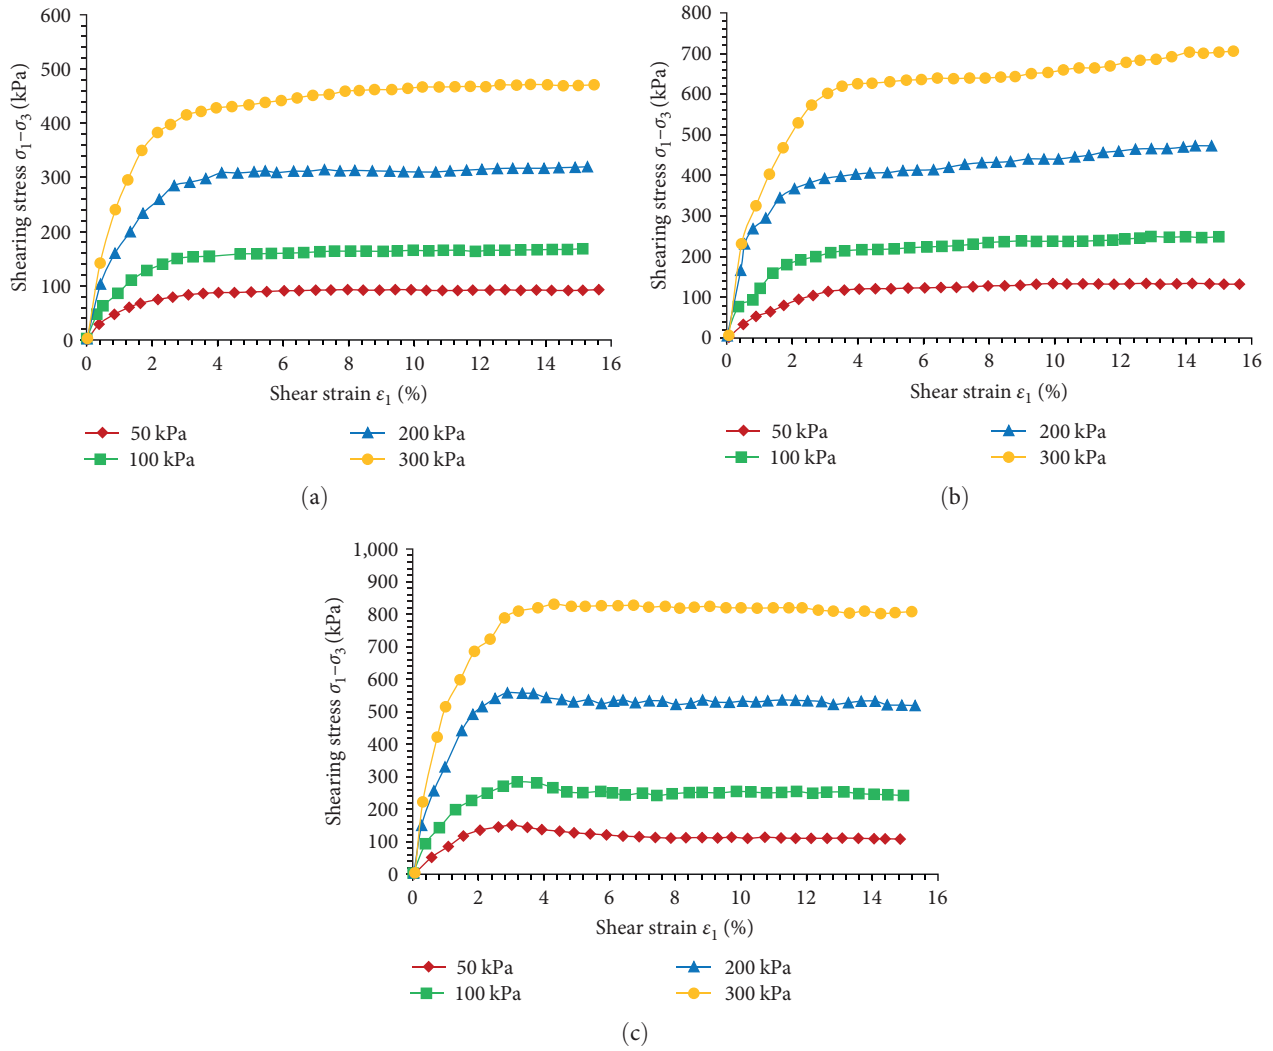 600
500
400
300
200
100
0
Shearing stress σ1–σ3 (kPa)
0 2 4 6 8 10 12 14 16
Shear strain ε1 (%)
50 kPa 200 kPa
100 kPa 300 kPa
(a)
800
700
600
500
400
300
200
100
0
Shearing stress σ1–σ3 (kPa)
0 2 4 6 8 10 12 14 16
Shear strain ε1 (%)
50 kPa 200 kPa
100 kPa 300 kPa
(b)
1,000
900
800
700
600
500
400
300
200
100
0
Shearing stress σ1–σ3 (kPa)
0 2 4 6 8 10 12 14 16
Shear strain ε1 (%)
50 kPa 200 kPa
100 kPa 300 kPa
(c)